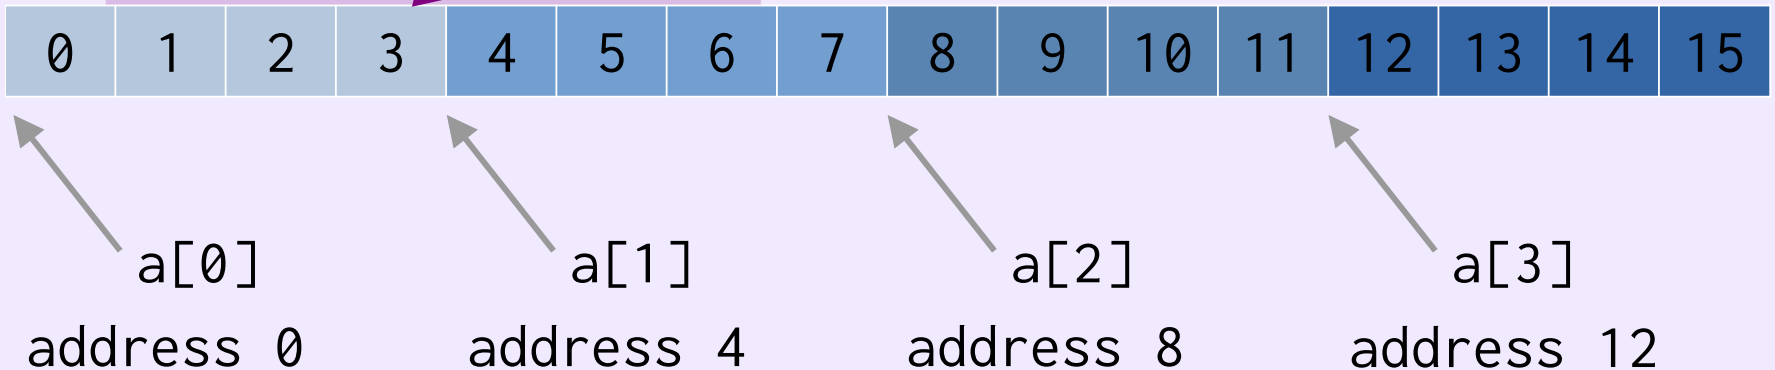 0 1 2 3 4 5 6 7 8 9 10 11 12 13 14 15
a[0] a[1] a[2] a[3]
address 0 address 4 address 8 address 12